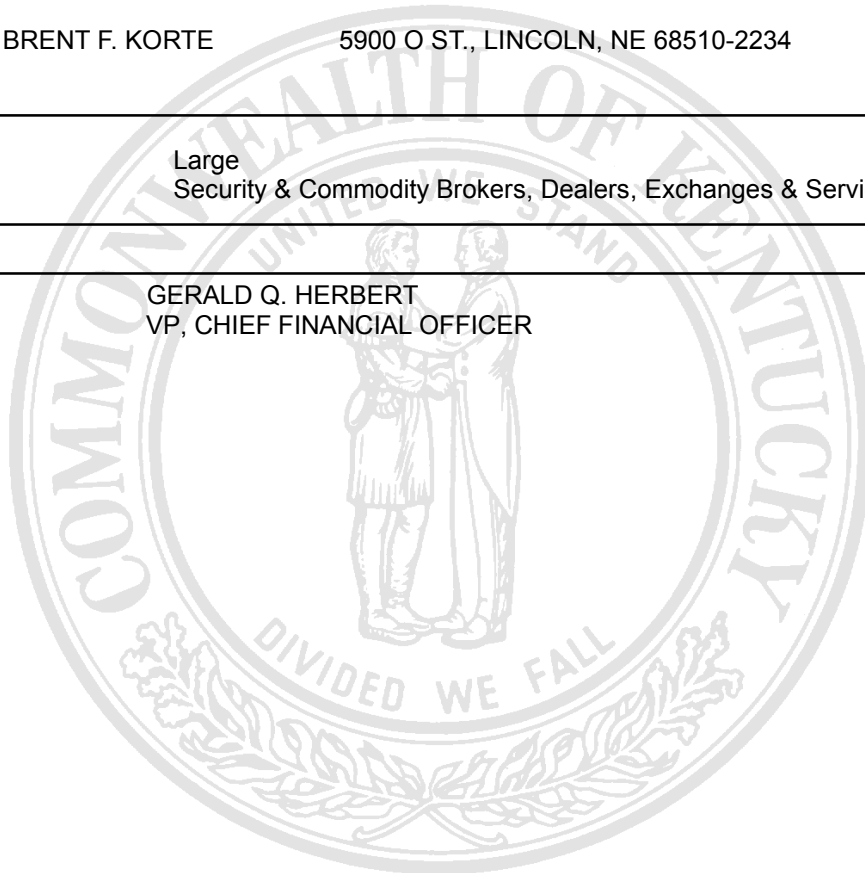 BRENT F. KORTE 5900 O ST., LINCOLN, NE 68510-2234
Large
Security & Commodity Brokers, Dealers, Exchanges & Servi
GERALD Q. HERBERT
VP, CHIEF FINANCIAL OFFICER
COMMONWEALTH OF KENTUCKY
UNITED WE STAND
DIVIDED WE FALL